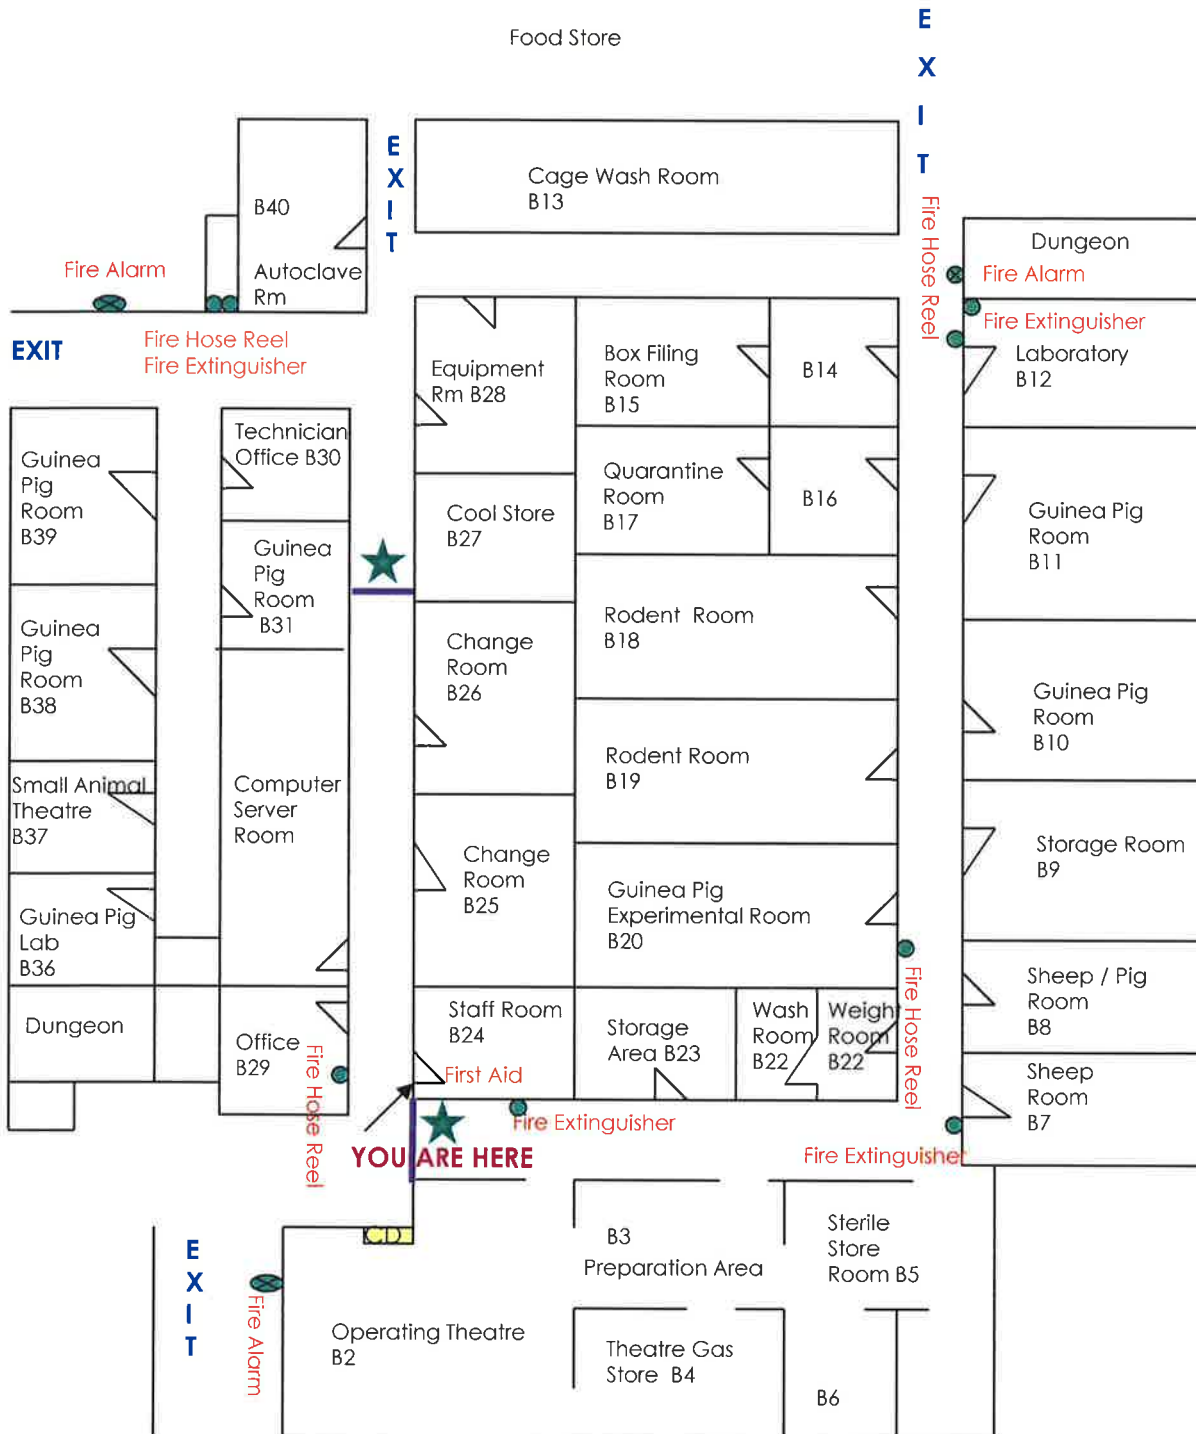 Food Store
E
X
I
T
E
X
I
T
Cage Wash Room
B13
B40
Autoclave
Rm
Fire Alarm
Fire Hose Reel
Dungeon
Fire Alarm
Fire Extinguisher
EXIT
Fire Hose Reel
Fire Extinguisher
Laboratory
B12
Equipment
Rm B28
Box Filing
Room
B15
B14
Technician
Office B30
Guinea
Pig
Room
B39
Cool Store
B27
Quarantine
Room
B17
B16
Guinea Pig
Room
B11
Guinea
Pig
Room
B31
Guinea
Pig
Room
B38
Change
Room
B26
Rodent Room
B18
Guinea Pig
Room
B10
Small Animal
Theatre
B37
Computer
Server
Room
Rodent Room
B19
Storage Room
B9
Change
Room
B25
Guinea Pig
Experimental Room
B20
Guinea Pig
Lab
B36
Sheep / Pig
Room
B8
Fire Hose Reel
Dungeon
Office
B29
Fire Hose Reel
Staff Room
B24
First Aid
Storage
Area B23
Wash
Room
B22
Weight
Room
B22
Sheep
Room
B7
Fire Extinguisher
YOU ARE HERE
Fire Extinguisher
CD
E
X
I
T
Fire Alarm
B3
Preparation Area
Sterile
Store
Room B5
Operating Theatre
B2
Theatre Gas
Store B4
B6